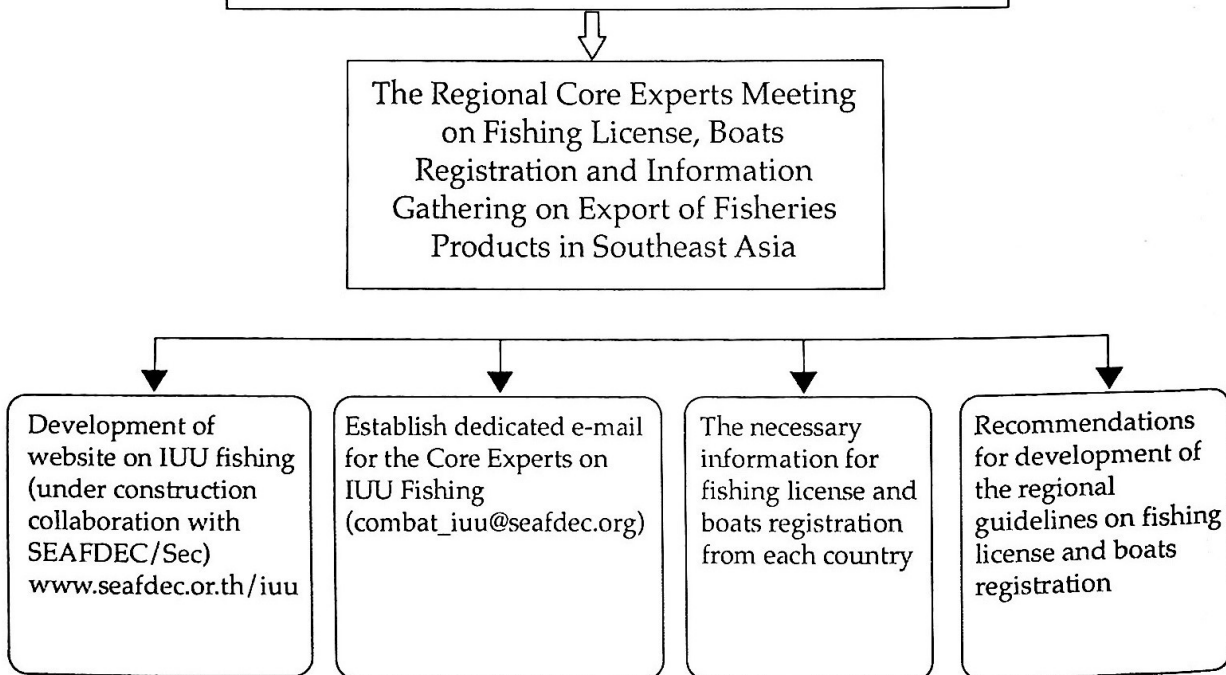 The Regional Core Experts Meeting
on Fishing License, Boats
Registration and Information
Gathering on Export of Fisheries
Products in Southeast Asia
Development of
website on IUU fishing
(under construction
collaboration with
SEAFDEC/Sec)
www.seafdec.or.th/iuu
Establish dedicated e-mail
for the Core Experts on
IUU Fishing
(combat_iuu@seafdec.org)
The necessary
information for
fishing license and
boats registration
from each country
Recommendations
for development of
the regional
guidelines on fishing
license and boats
registration